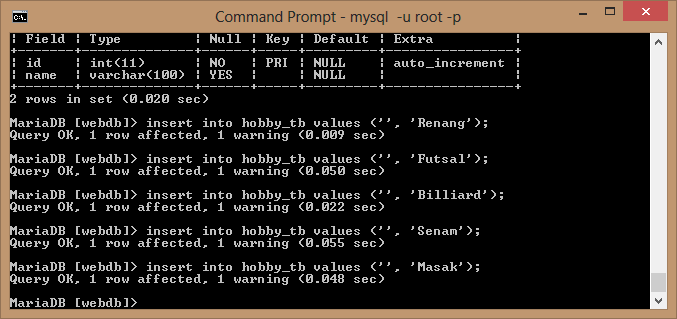 Command Prompt - mysql  -u root -p
| Field | Type         | Null | Key | Default | Extra          |
+-------+--------------+------+-----+---------+----------------+
| id    | int(11)      | NO   | PRI | NULL    | auto_increment |
| name  | varchar(100) | YES  |     | NULL    |                |
+-------+--------------+------+-----+---------+----------------+
2 rows in set (0.020 sec)
MariaDB [webdb]> insert into hobby_tb values ('', 'Renang');
Query OK, 1 row affected, 1 warning (0.009 sec)
MariaDB [webdb]> insert into hobby_tb values ('', 'Futsal');
Query OK, 1 row affected, 1 warning (0.050 sec)
MariaDB [webdb]> insert into hobby_tb values ('', 'Billiard');
Query OK, 1 row affected, 1 warning (0.022 sec)
MariaDB [webdb]> insert into hobby_tb values ('', 'Senam');
Query OK, 1 row affected, 1 warning (0.055 sec)
MariaDB [webdb]> insert into hobby_tb values ('', 'Masak');
Query OK, 1 row affected, 1 warning (0.048 sec)
MariaDB [webdb]>